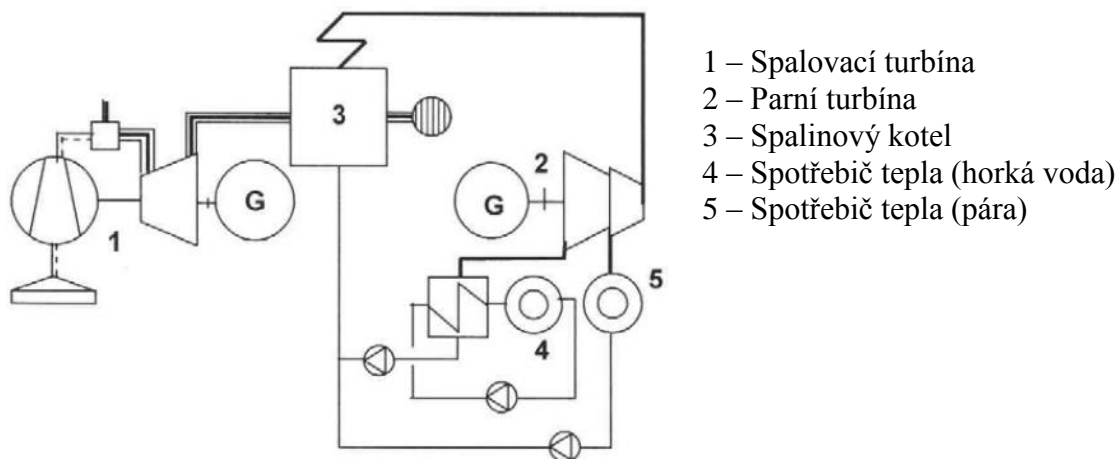 3
1
G
2
G
5
4
1 – Spalovací turbína
2 – Parní turbína
3 – Spalinový kotel
4 – Spotřebič tepla (horká voda)
5 – Spotřebič tepla (pára)